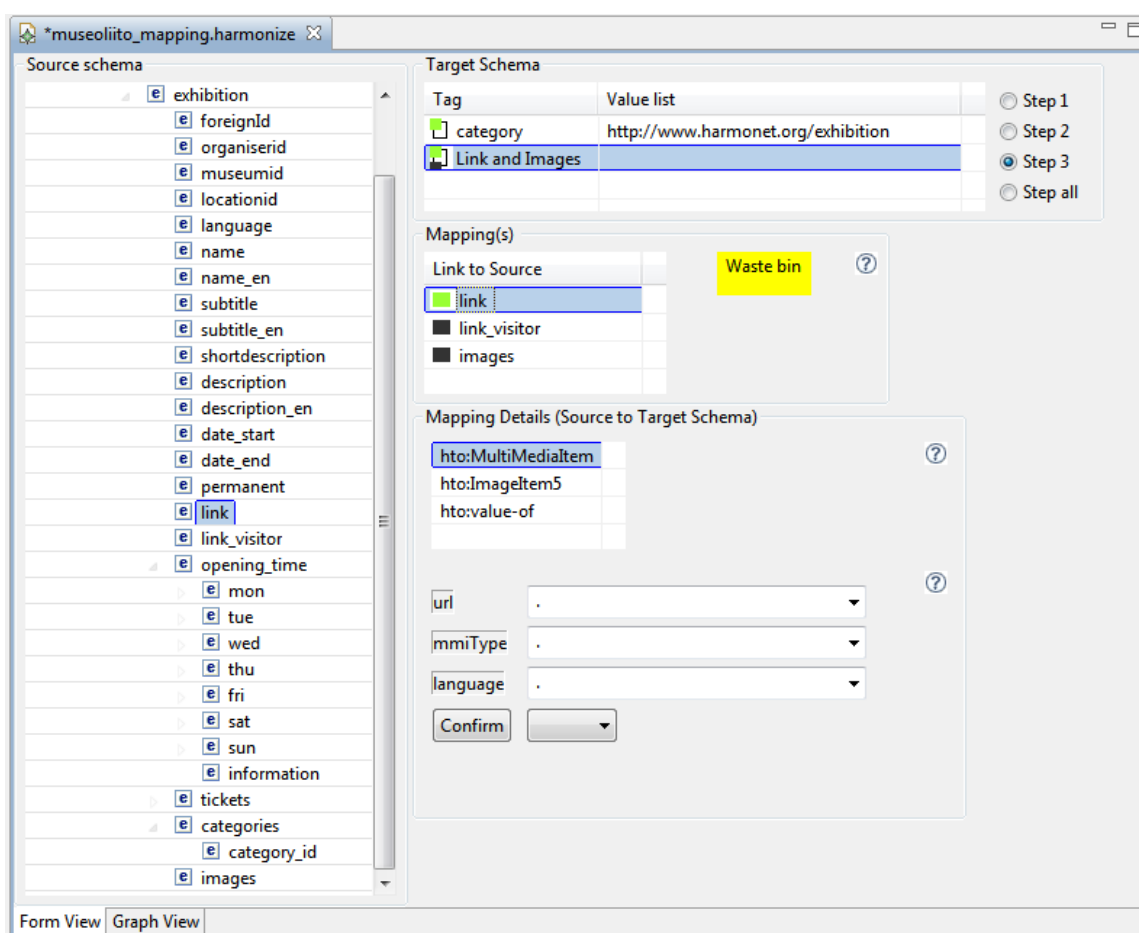 *museoliito_mapping.harmonize
Source schema
exhibition
foreignId
organiserid
museumid
locationid
language
name
name_en
subtitle
subtitle_en
shortdescription
description
description_en
date_start
date_end
permanent
link
link_visitor
opening_time
mon
tue
wed
thu
fri
sat
sun
information
tickets
categories
category_id
images
Target Schema
Tag Value list
category http://www.harmonet.org/exhibition
Link and Images
Step 1
Step 2
Step 3
Step all
Mapping(s)
Link to Source
link
link_visitor
images
Waste bin
Mapping Details (Source to Target Schema)
hto:MultiMediaItem
hto:ImageItem5
hto:value-of
url .
mmiType .
language .
Confirm
Form View Graph View